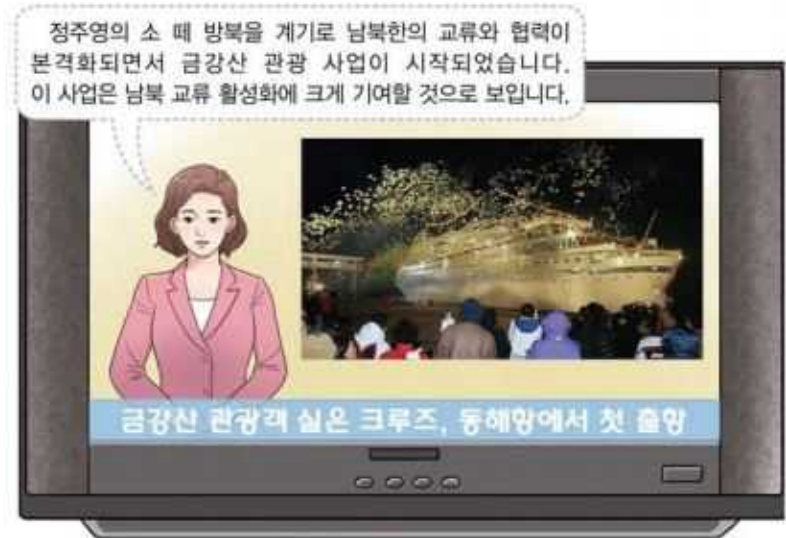 정주영의 소 떼 방북을 계기로 남북한의 교류와 협력이
본격화되면서 금강산 관광 사업이 시작되었습니다.
이 사업은 남북 교류 활성화에 크게 기여할 것으로 보입니다.
금강산 관광객 실은 크루즈, 동해항에서 첫 출항